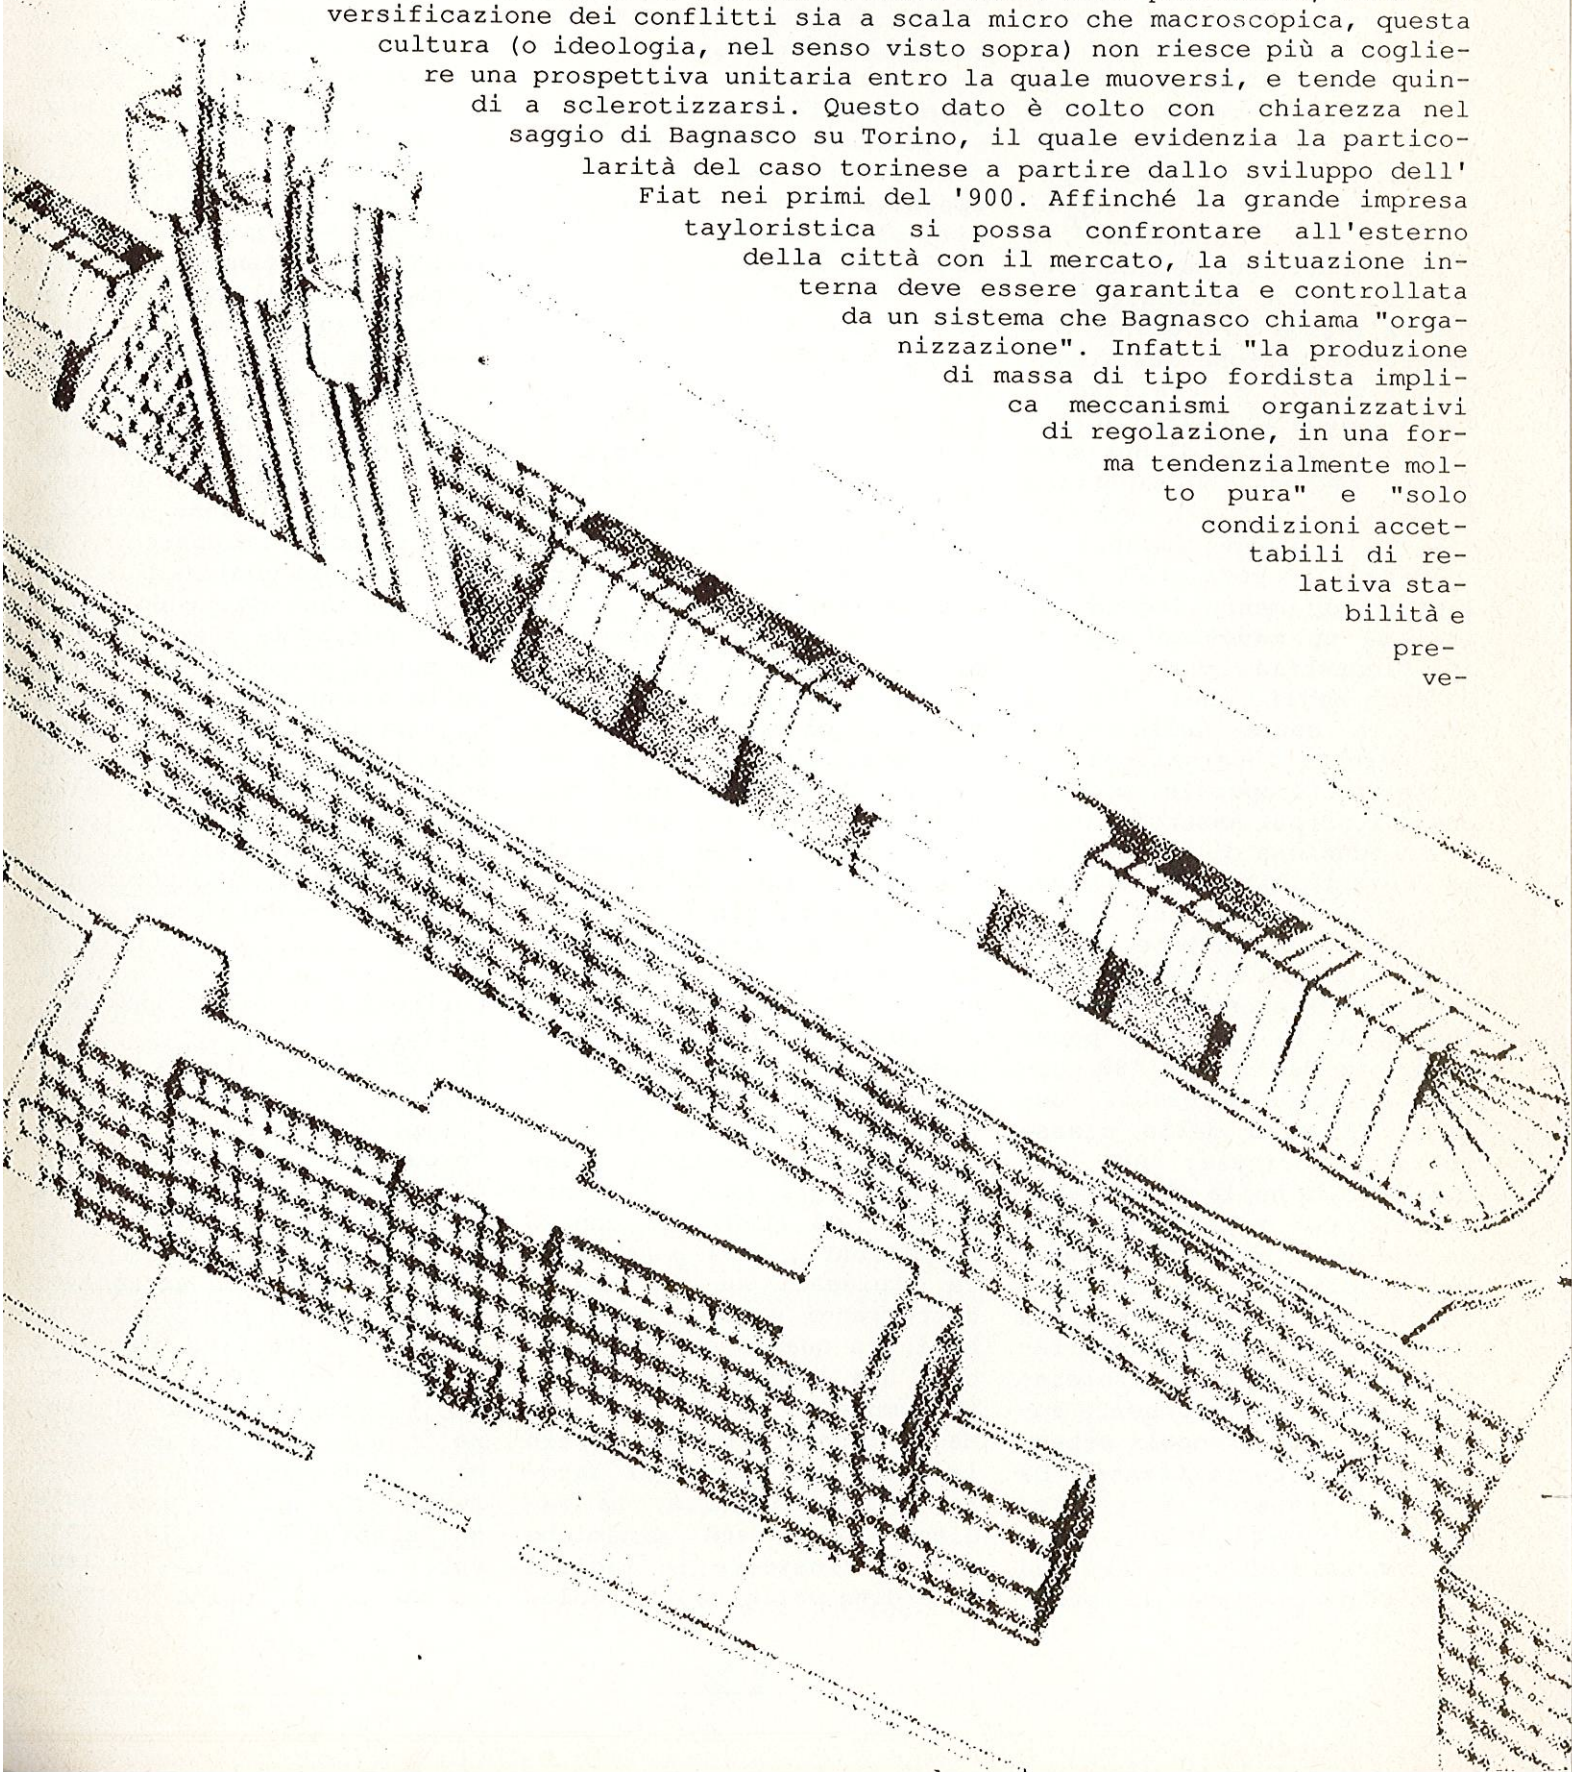 versificazione dei conflitti sia a scala micro che macroscopica, questa
cultura (o ideologia, nel senso visto sopra) non riesce più a coglie-
re una prospettiva unitaria entro la quale muoversi, e tende quin-
di a sclerotizzarsi. Questo dato è colto con chiarezza nel
saggio di Bagnasco su Torino, il quale evidenzia la partico-
larità del caso torinese a partire dallo sviluppo dell'
Fiat nei primi del '900. Affinché la grande impresa
tayloristica si possa confrontare all'esterno
della città con il mercato, la situazione in-
terna deve essere garantita e controllata
da un sistema che Bagnasco chiama "orga-
nizzazione". Infatti "la produzione
di massa di tipo fordista impli-
ca meccanismi organizzativi
di regolazione, in una for-
ma tendenzialmente mol-
to pura" e "solo
condizioni accet-
tabili di re-
lativa sta-
bilità e
pre-
ve-